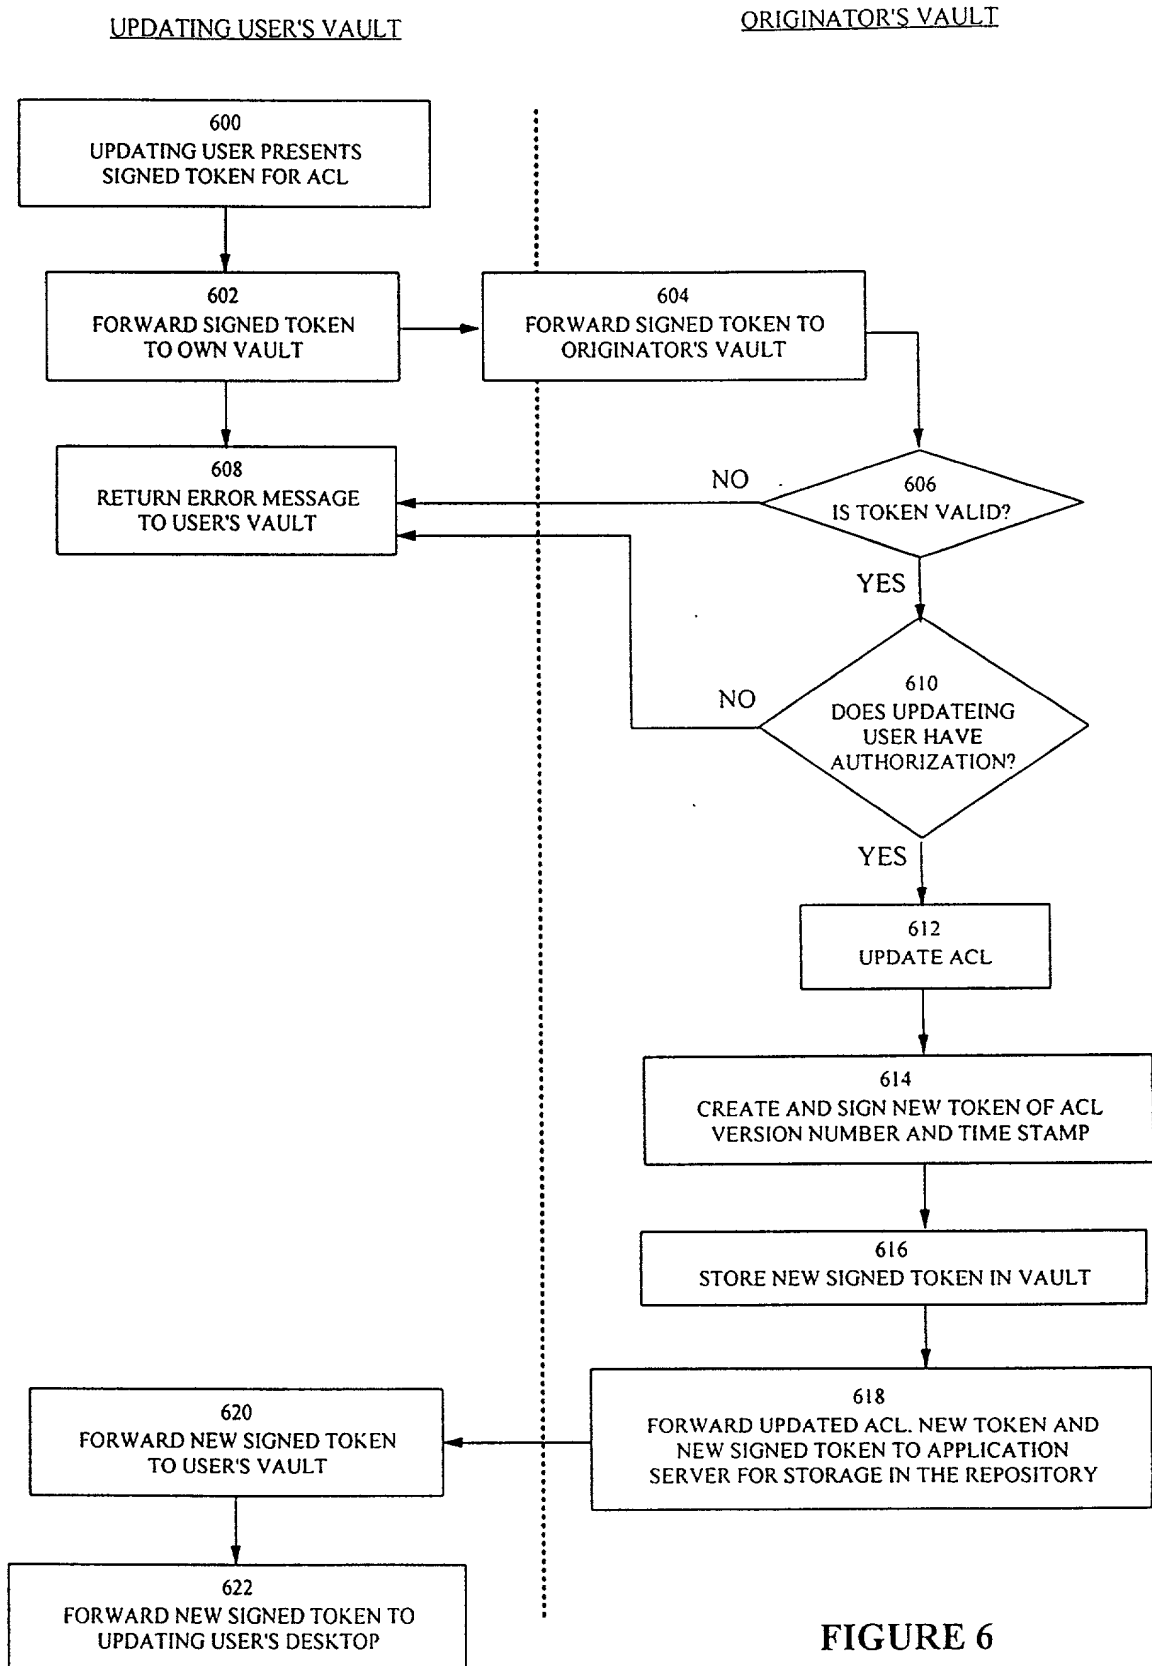 UPDATING USER'S VAULT
ORIGINATOR'S VAULT
600
UPDATING USER PRESENTS
SIGNED TOKEN FOR ACL
602
FORWARD SIGNED TOKEN
TO OWN VAULT
604
FORWARD SIGNED TOKEN TO
ORIGINATOR'S VAULT
608
RETURN ERROR MESSAGE
TO USER'S VAULT
NO
606
IS TOKEN VALID?
YES
NO
610
DOES UPDATEING
USER HAVE
AUTHORIZATION?
YES
612
UPDATE ACL
614
CREATE AND SIGN NEW TOKEN OF ACL
VERSION NUMBER AND TIME STAMP
616
STORE NEW SIGNED TOKEN IN VAULT
618
FORWARD UPDATED ACL. NEW TOKEN AND
NEW SIGNED TOKEN TO APPLICATION
SERVER FOR STORAGE IN THE REPOSITORY
620
FORWARD NEW SIGNED TOKEN
TO USER'S VAULT
622
FORWARD NEW SIGNED TOKEN TO
UPDATING USER'S DESKTOP
FIGURE 6